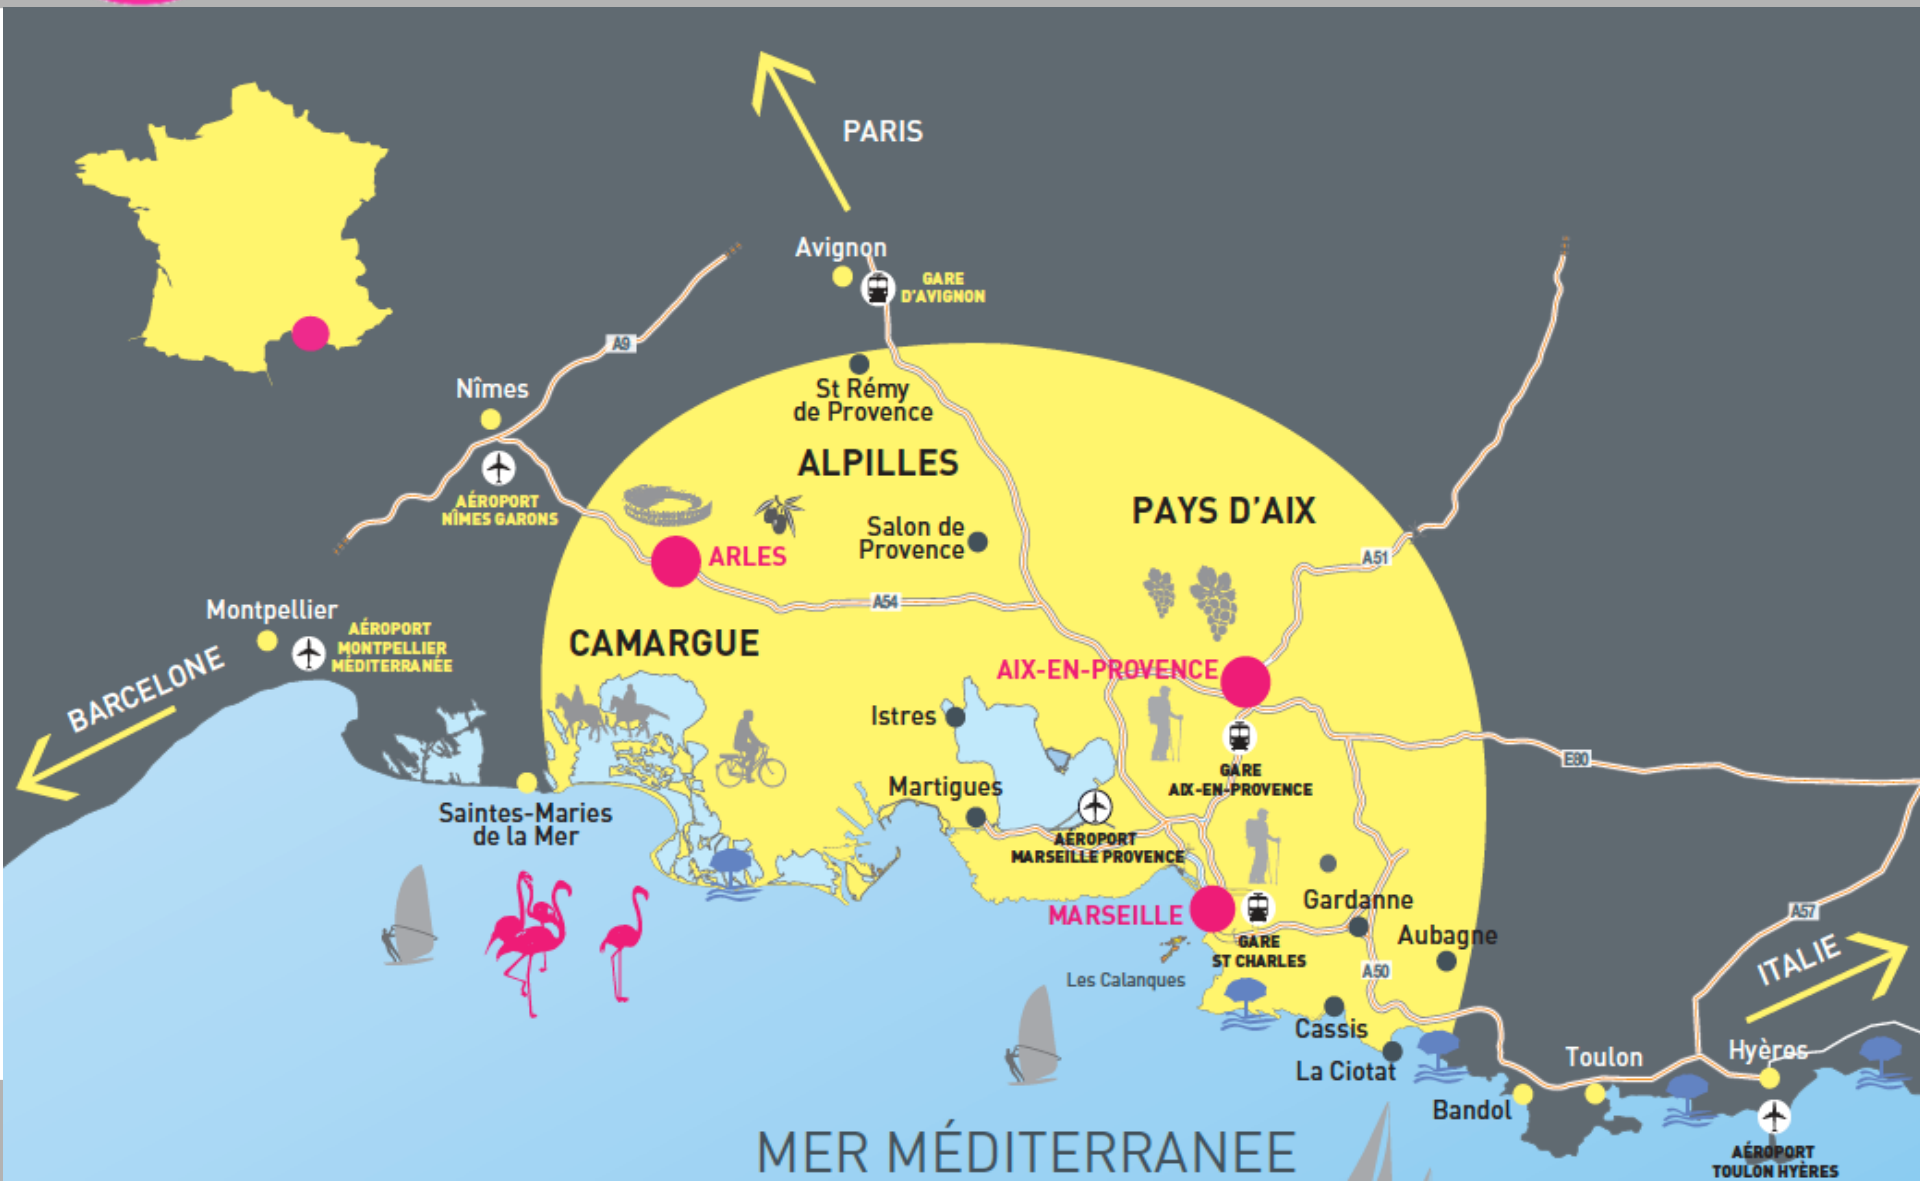 PARIS
Avignon
GARE
D'AVIGNON
A9
Nîmes
St Rémy
de Provence
ALPILLES
AÉROPORT
NÎMES GARONS
PAYS D'AIX
Salon de
Provence
ARLES
A51
A54
Montpellier
AÉROPORT
MONTPELLIER
MÉDITERRANÉE
BARCELONE
CAMARGUE
AIX-EN-PROVENCE
Istres
GARE
AIX-EN-PROVENCE
E80
Martigues
Saintes-Maries
de la Mer
AÉROPORT
MARSEILLE PROVENCE
MARSEILLE
Gardanne
GARE
ST CHARLES
Aubagne
A57
ITALIE
Les Calanques
A50
Cassis
La Ciotat
Toulon
Hyères
Bandol
MER MÉDITERRANEE
AÉROPORT
TOULON HYÈRES